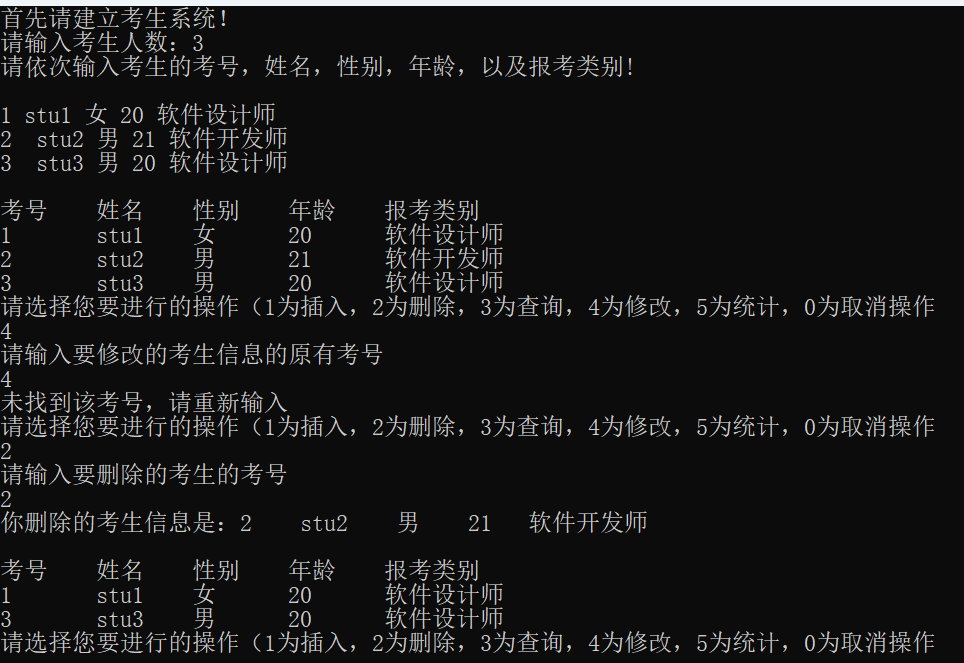 首先请建立考生系统!
请输入考生人数：3
请依次输入考生的考号，姓名，性别，年龄，以及报考类别!
1 stu1 女 20 软件设计师
2  stu2 男 21 软件开发师
3  stu3 男 20 软件设计师
考号    姓名    性别    年龄    报考类别
1       stu1    女      20      软件设计师
2       stu2    男      21      软件开发师
3       stu3    男      20      软件设计师
请选择您要进行的操作（1为插入，2为删除，3为查询，4为修改，5为统计，0为取消操作
4
请输入要修改的考生信息的原有考号
4
未找到该考号，请重新输入
请选择您要进行的操作（1为插入，2为删除，3为查询，4为修改，5为统计，0为取消操作
2
请输入要删除的考生的考号
2
你删除的考生信息是：2    stu2    男    21   软件开发师
考号    姓名    性别    年龄    报考类别
1       stu1    女      20      软件设计师
3       stu3    男      20      软件设计师
请选择您要进行的操作（1为插入，2为删除，3为查询，4为修改，5为统计，0为取消操作